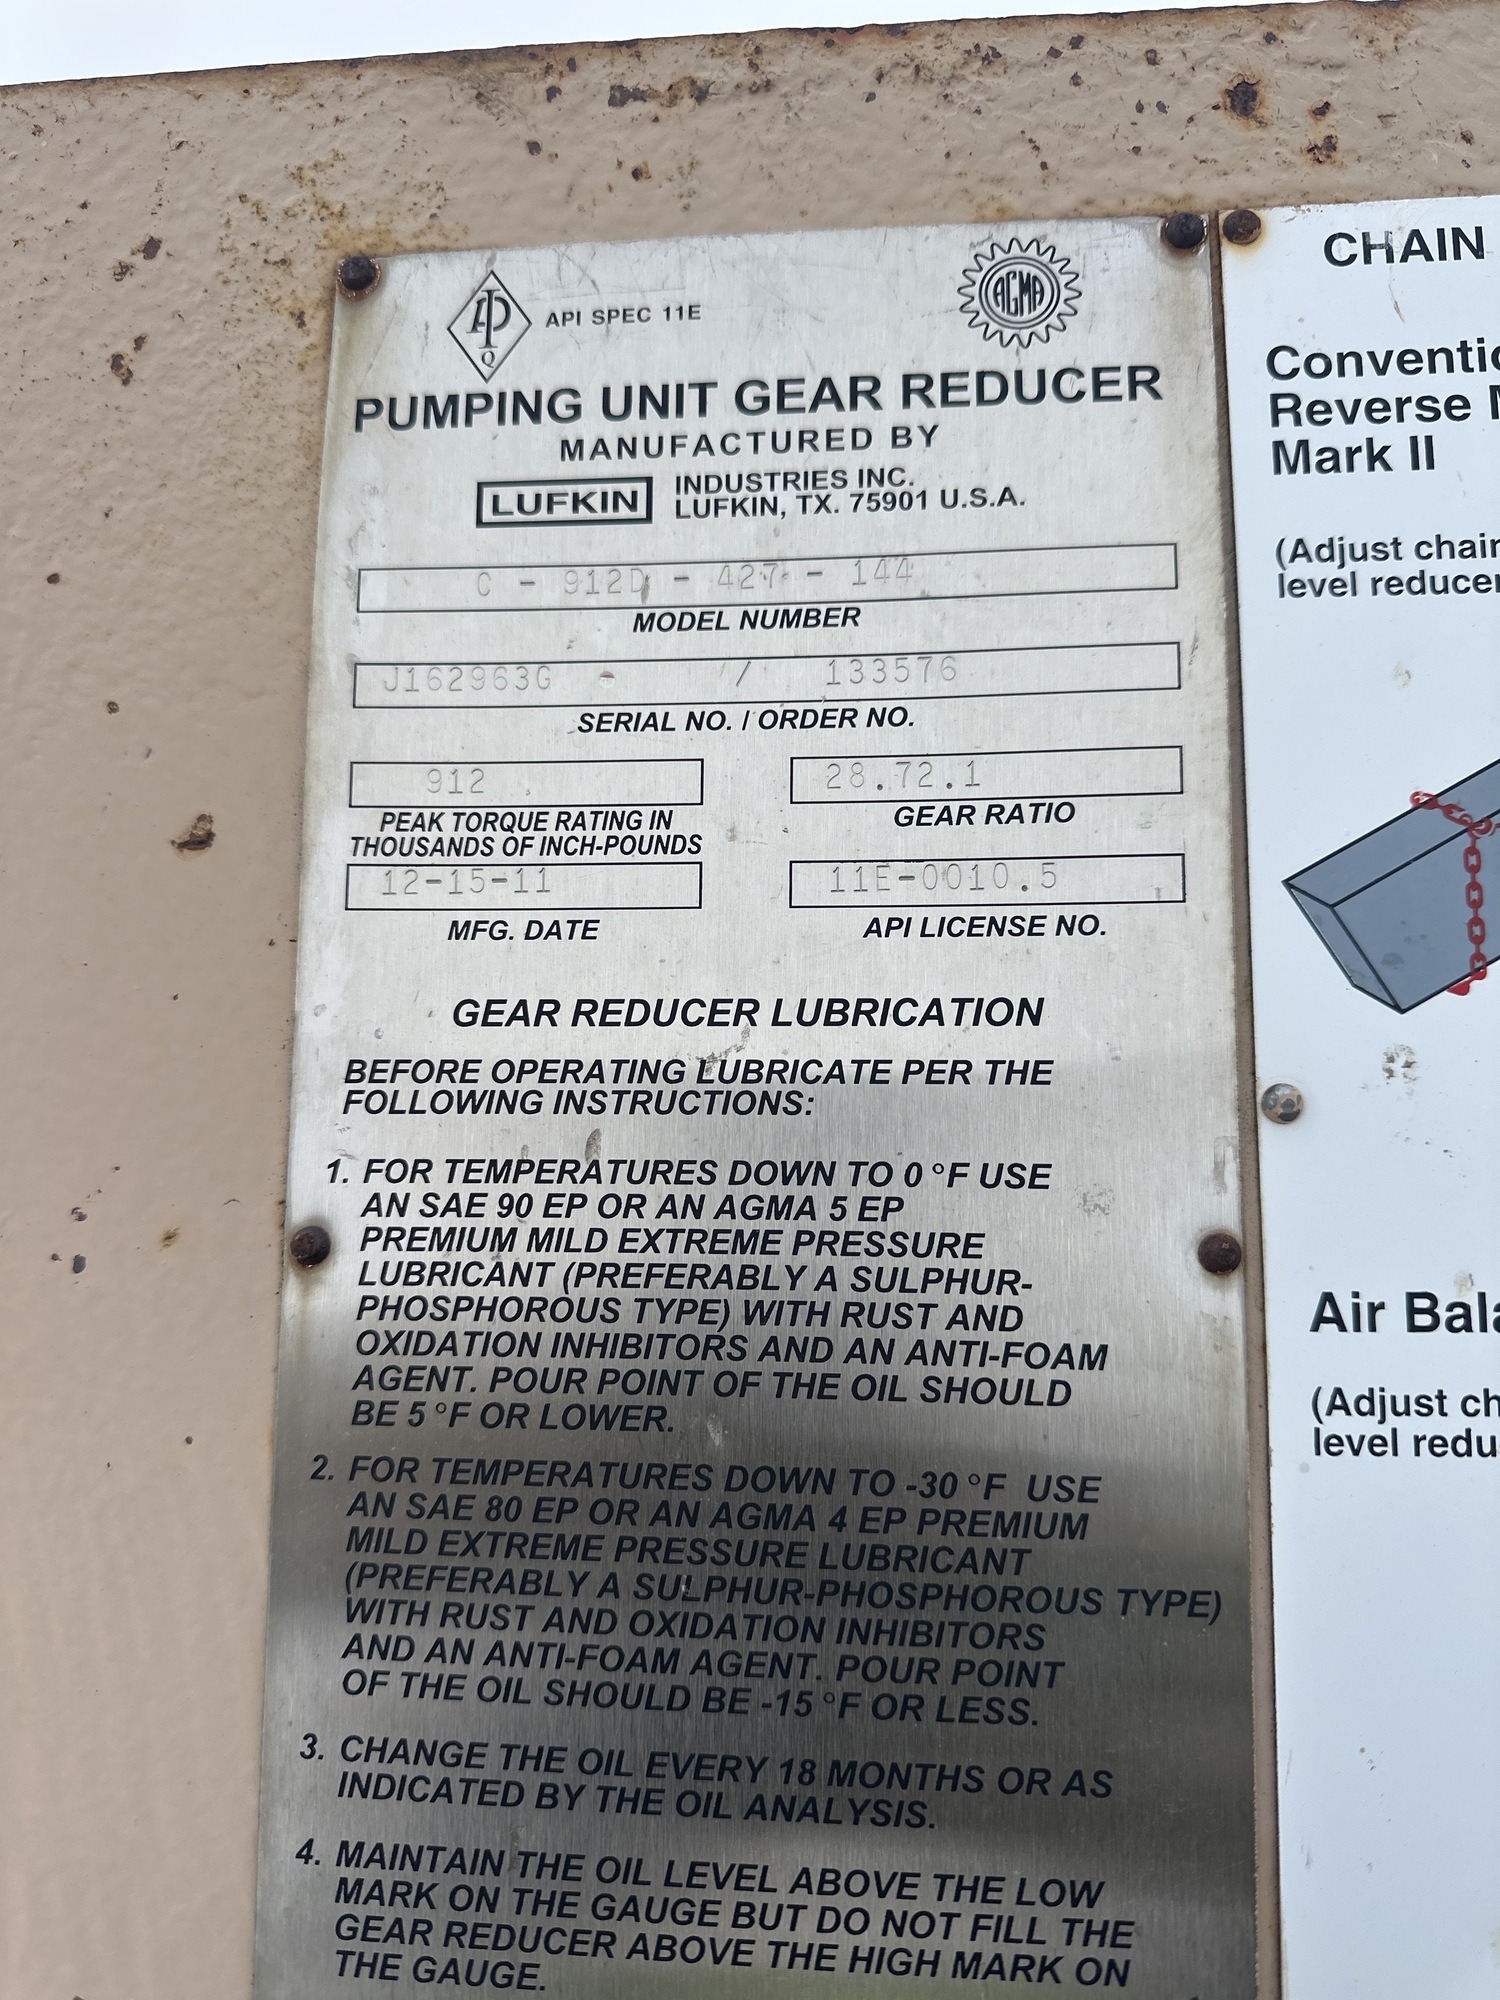 API
Q
API SPEC 11E
AGMA
PUMPING UNIT GEAR REDUCER
MANUFACTURED BY
LUFKIN
INDUSTRIES INC.
LUFKIN, TX. 75901 U.S.A.
C - 912D - 427 - 144
MODEL NUMBER
J162963G / 133576
SERIAL NO. / ORDER NO.
912
PEAK TORQUE RATING IN
THOUSANDS OF INCH-POUNDS
28.72.1
GEAR RATIO
12-15-11
MFG. DATE
11E-0010.5
API LICENSE NO.
GEAR REDUCER LUBRICATION
BEFORE OPERATING LUBRICATE PER THE
FOLLOWING INSTRUCTIONS:
1. FOR TEMPERATURES DOWN TO 0 °F USE
AN SAE 90 EP OR AN AGMA 5 EP
PREMIUM MILD EXTREME PRESSURE
LUBRICANT (PREFERABLY A SULPHUR-
PHOSPHOROUS TYPE) WITH RUST AND
OXIDATION INHIBITORS AND AN ANTI-FOAM
AGENT. POUR POINT OF THE OIL SHOULD
BE 5 °F OR LOWER.
2. FOR TEMPERATURES DOWN TO -30 °F USE
AN SAE 80 EP OR AN AGMA 4 EP PREMIUM
MILD EXTREME PRESSURE LUBRICANT
(PREFERABLY A SULPHUR-PHOSPHOROUS TYPE)
WITH RUST AND OXIDATION INHIBITORS
AND AN ANTI-FOAM AGENT. POUR POINT
OF THE OIL SHOULD BE -15 °F OR LESS.
3. CHANGE THE OIL EVERY 18 MONTHS OR AS
INDICATED BY THE OIL ANALYSIS.
4. MAINTAIN THE OIL LEVEL ABOVE THE LOW
MARK ON THE GAUGE BUT DO NOT FILL THE
GEAR REDUCER ABOVE THE HIGH MARK ON
THE GAUGE.
CHAIN
Reverse
Mark II
(Adjust
level
Air
(Adjust
level